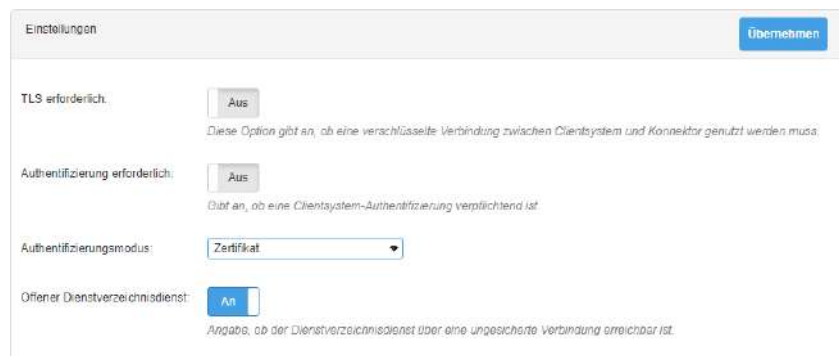 Einstellungen
Übernehmen
TLS erforderlich:
Aus
Diese Option gibt an, ob eine verschlüsselte Verbindung zwischen Clientsystem und Konnektor genutzt werden muss.
Authentifizierung erforderlich:
Aus
Gibt an, ob eine Clientsystem-Authentifizierung verpflichtend ist
Authentifizierungsmodus:
Zertifikat
Offener Dienstverzeichnisdienst:
An
Angabe, ob der Dienstverzeichnisdienst über eine ungesicherte Verbindung erreichbar ist.